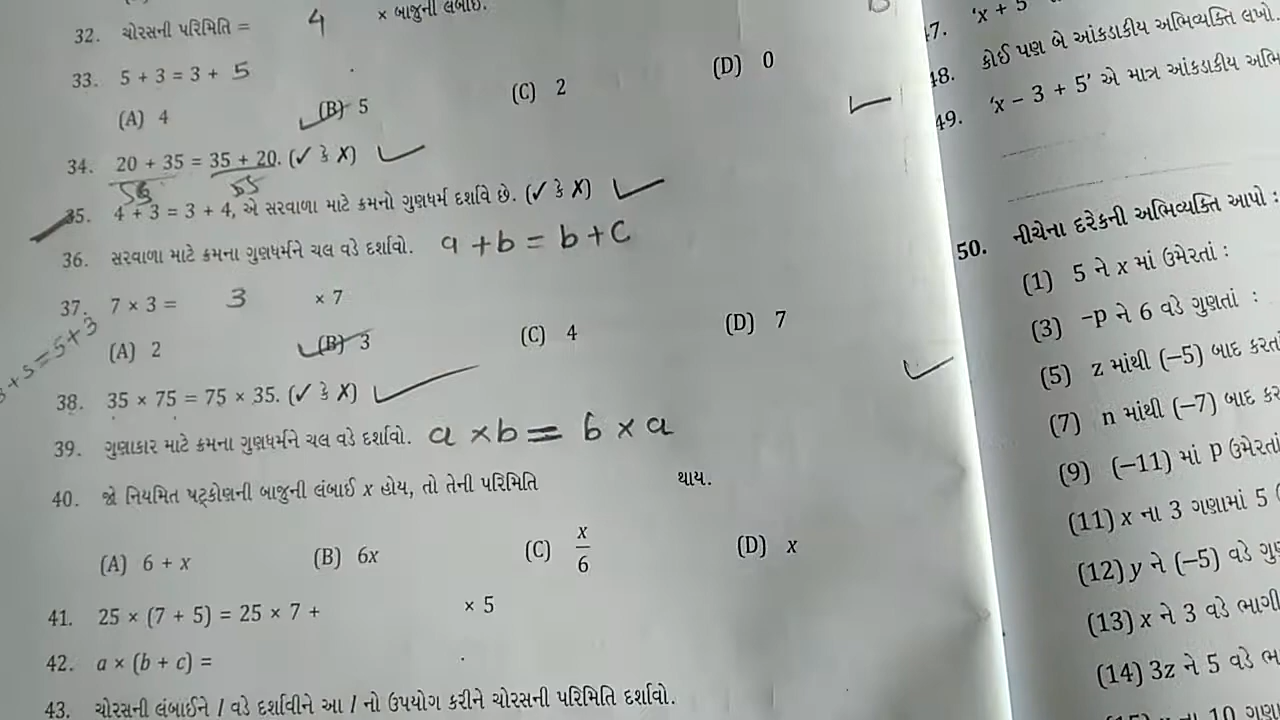 32. ચોરસની પરિમિતિ = 4 × બાજુની લંબાઈ.
33. 5 + 3 = 3 + 5
(A) 4 (B) 5 (C) 2 (D) 0
34. 20 + 35 = 35 + 20. (✓ કે X) ✓
55
35. 4 + 3 = 3 + 4, એ સરવાળા માટે ક્રમનો ગુણધર્મ દર્શાવે છે. (✓ કે X) ✓
36. સરવાળા માટે ક્રમના ગુણધર્મને ચલ વડે દર્શાવો. a + b = b + c
37. 7 × 3 = 3 × 7
(A) 2 (B) 3 (C) 4 (D) 7
3 + 5 = 5 + 3
38. 35 × 75 = 75 × 35. (✓ કે X) ✓
39. ગુણાકાર માટે ક્રમના ગુણધર્મને ચલ વડે દર્શાવો. a × b = b × a
40. જો નિયમિત ષટ્કોણની બાજુની લંબાઈ x હોય, તો તેની પરિમિતિ થાય.
(A) 6 + x (B) 6x (C) x/6 (D) x
41. 25 × (7 + 5) = 25 × 7 + × 5
42. a × (b + c) =
43. ચોરસની લંબાઈને l વડે દર્શાવીને આ l નો ઉપયોગ કરીને ચોરસની પરિમિતિ દર્શાવો.
47. 'x + 5
48. કોઈ પણ બે આંકડાકીય અભિવ્યક્તિ લખો.
49. 'x – 3 + 5' એ માત્ર આંકડાકીય
50. નીચેના દરેકની અભિવ્યક્તિ આપો :
(1) 5 ને x માં ઉમેરતાં :
(3) -p ને 6 વડે ગુણતાં :
(5) z માંથી (–5) બાદ કરતાં
(7) n માંથી (–7) બાદ
(9) (–11) માં p ઉમેરતાં
(11) x ના 3 ગણામાં 5
(12) y ને (–5) વડે
(13) x ને 3 વડે
(14) 3z ને 5 વડે